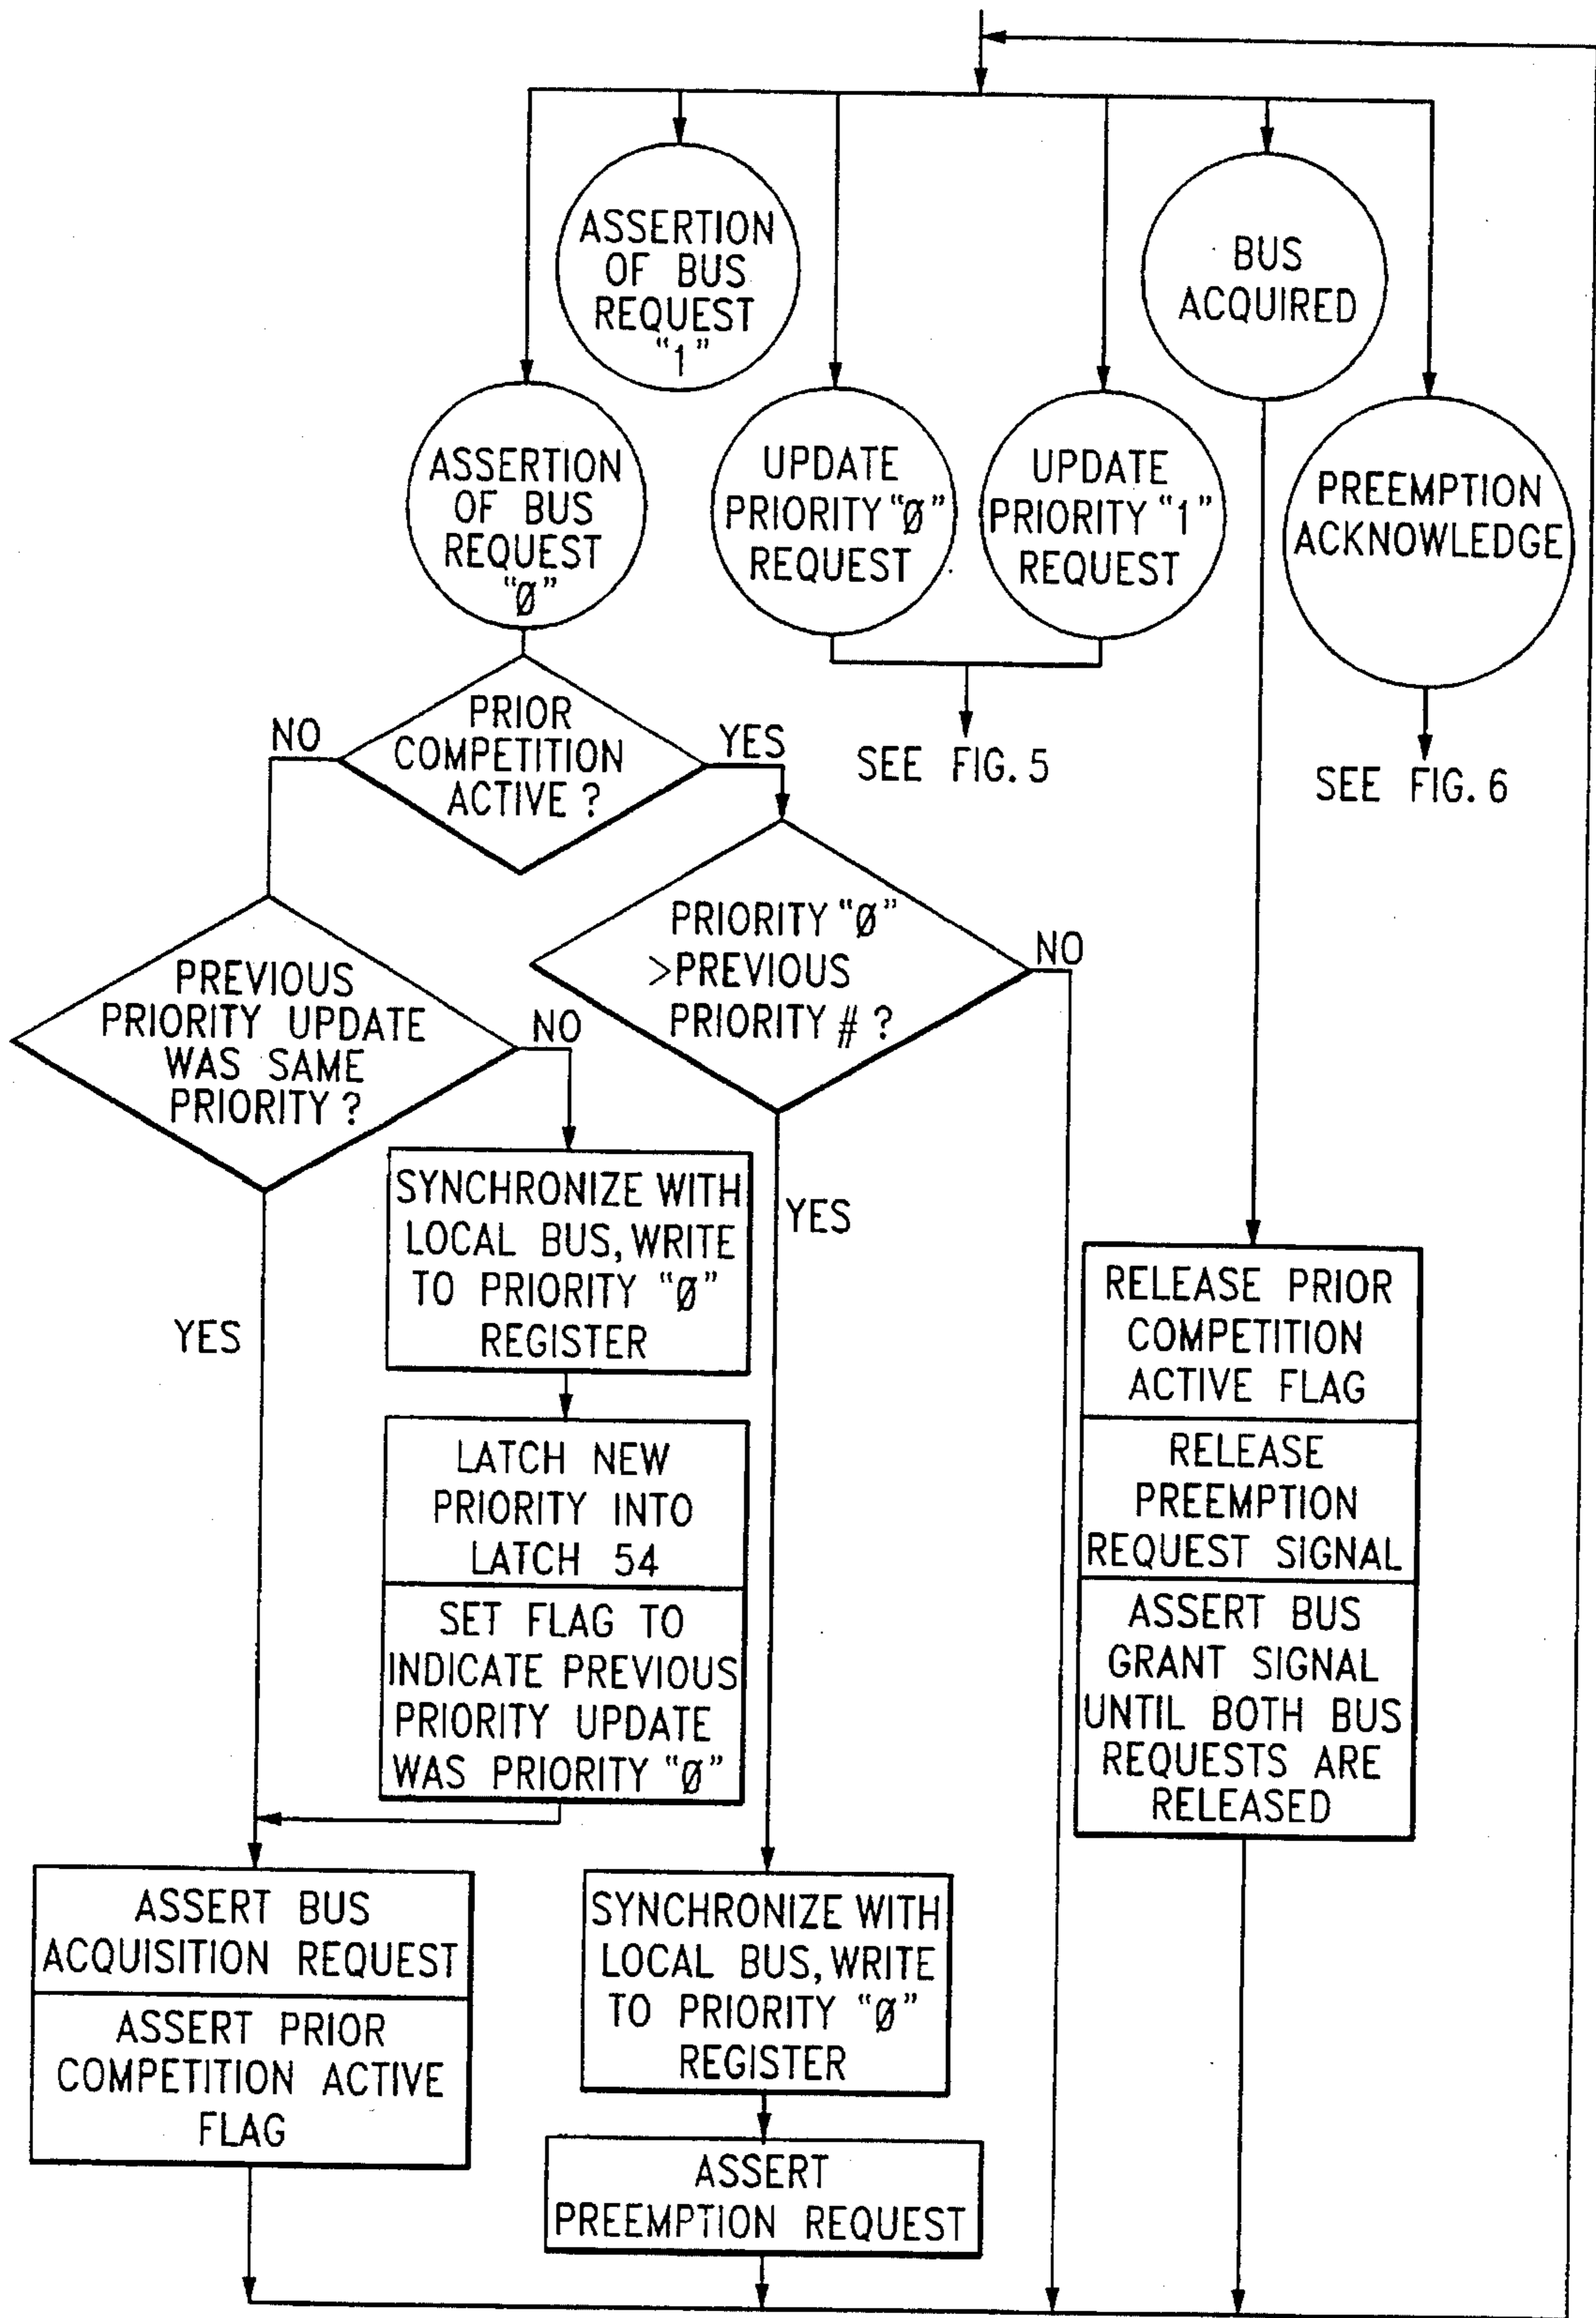 ASSERTION
OF BUS
REQUEST
"1"
BUS
ACQUIRED
ASSERTION
OF BUS
REQUEST
"Ø"
UPDATE
PRIORITY "Ø"
REQUEST
UPDATE
PRIORITY "1"
REQUEST
PREEMPTION
ACKNOWLEDGE
SEE FIG. 5
SEE FIG. 6
PRIOR
COMPETITION
ACTIVE ?
NO
YES
PREVIOUS
PRIORITY UPDATE
WAS SAME
PRIORITY ?
NO
YES
PRIORITY "Ø"
>PREVIOUS
PRIORITY # ?
NO
YES
SYNCHRONIZE WITH
LOCAL BUS, WRITE
TO PRIORITY "Ø"
REGISTER
LATCH NEW
PRIORITY INTO
LATCH 54
SET FLAG TO
INDICATE PREVIOUS
PRIORITY UPDATE
WAS PRIORITY "Ø"
RELEASE PRIOR
COMPETITION
ACTIVE FLAG
RELEASE
PREEMPTION
REQUEST SIGNAL
ASSERT BUS
GRANT SIGNAL
UNTIL BOTH BUS
REQUESTS ARE
RELEASED
ASSERT BUS
ACQUISITION REQUEST
ASSERT PRIOR
COMPETITION ACTIVE
FLAG
SYNCHRONIZE WITH
LOCAL BUS, WRITE
TO PRIORITY "Ø"
REGISTER
ASSERT
PREEMPTION REQUEST